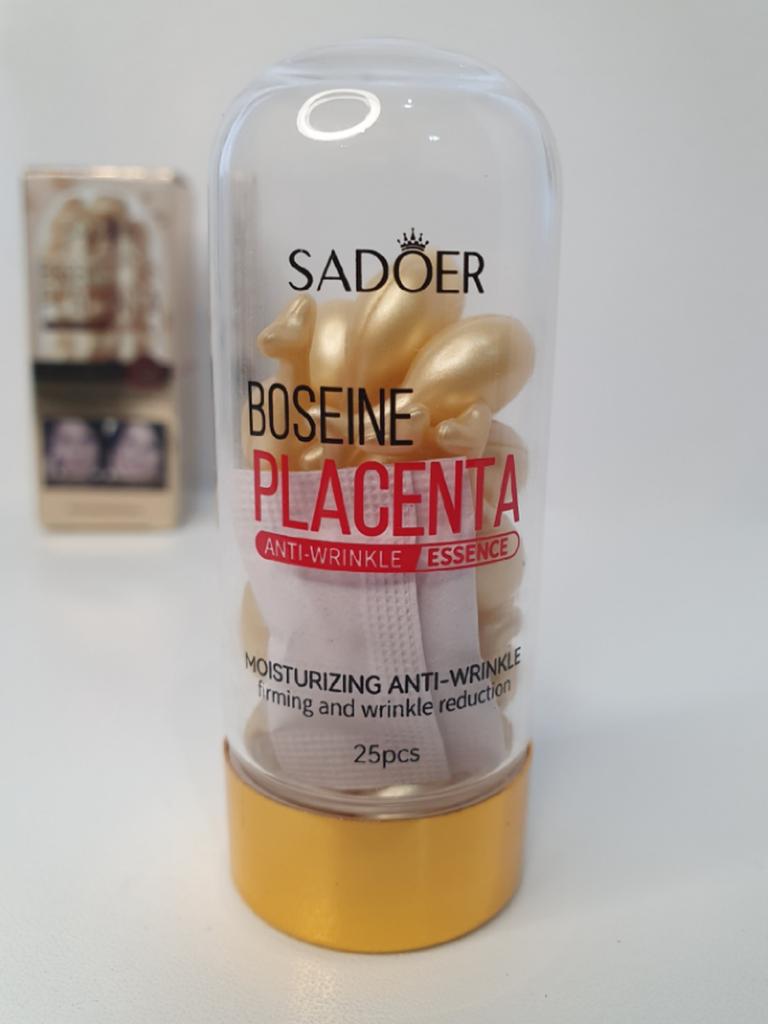 SADOER
BOSEINE
PLACENTA
ANTI-WRINKLE ESSENCE
MOISTURIZING ANTI-WRINKLE
firming and wrinkle reduction
25pcs